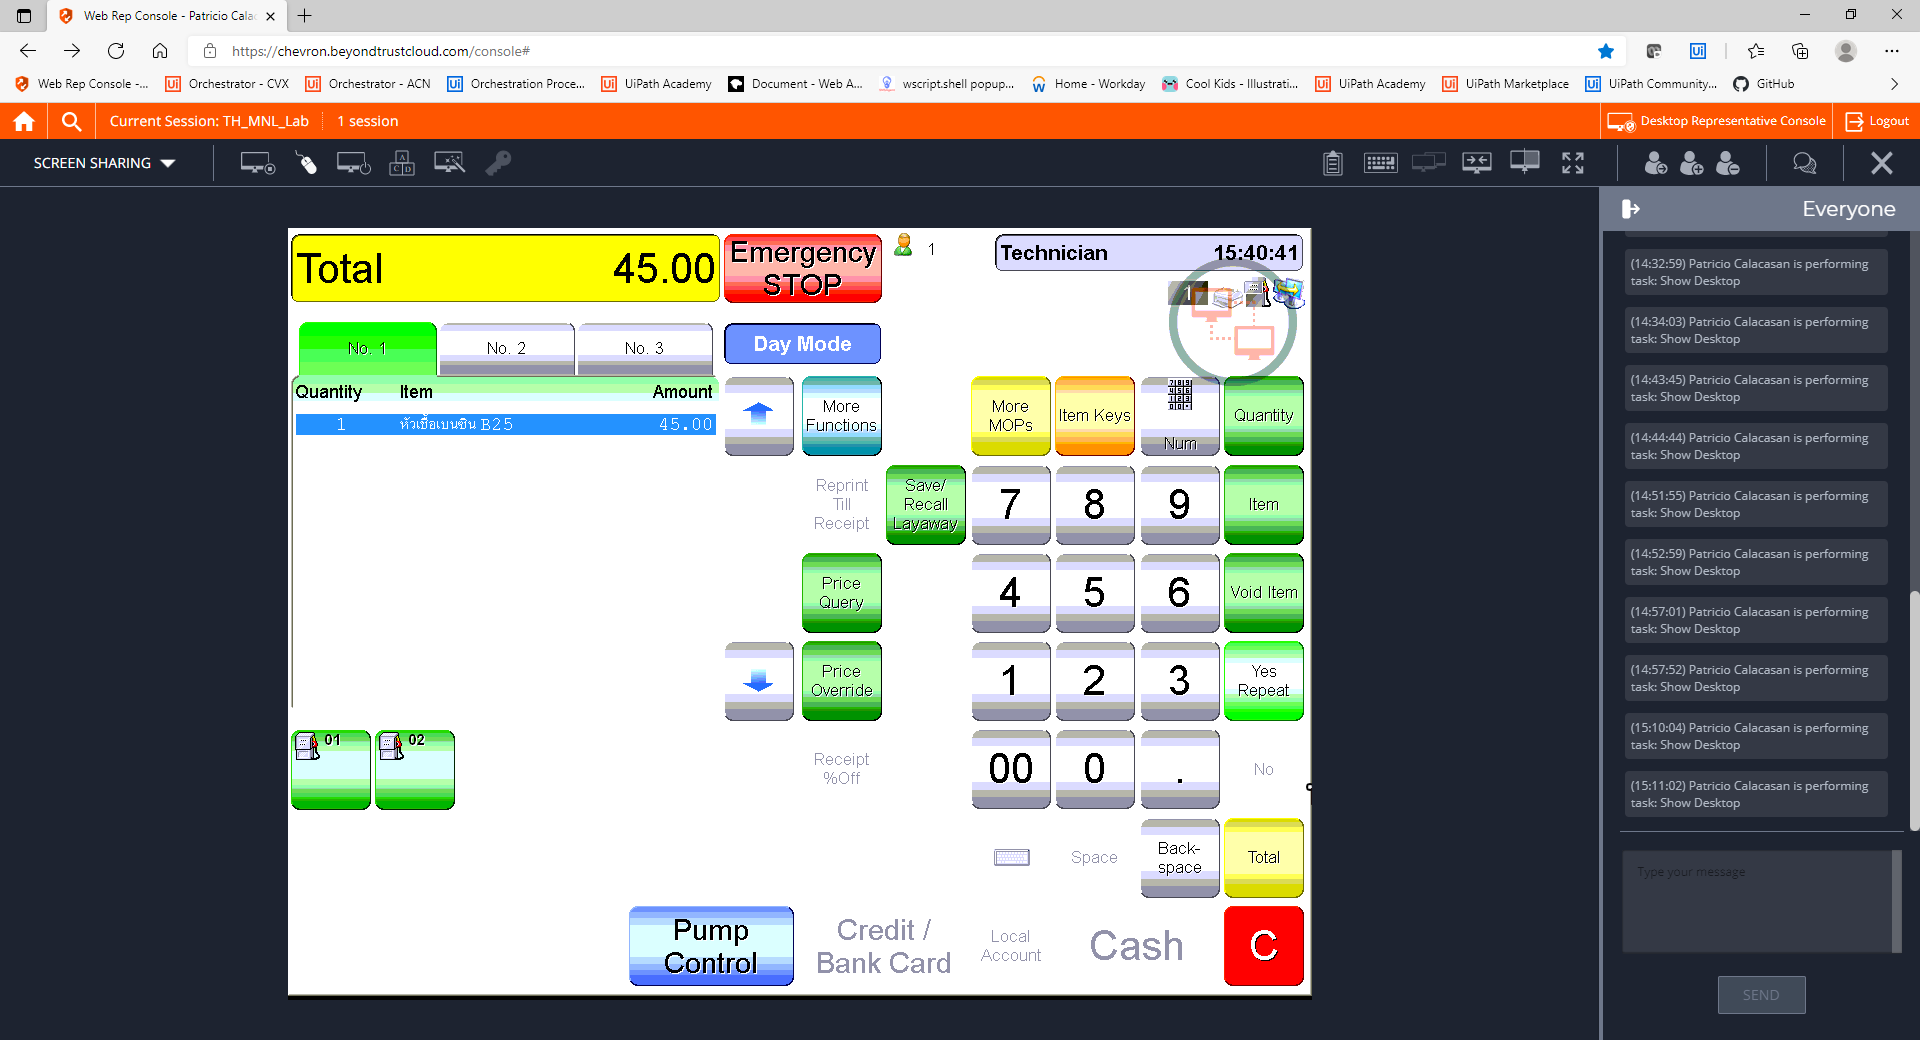 Web Rep Console - Patricio Cala
https://chevron.beyondtrustcloud.com/console#
Web Rep Console -...
Orchestrator - CVX
Orchestrator - ACN
Orchestration Proce...
UiPath Academy
Document - Web A...
wscript.shell popup...
Home - Workday
Cool Kids - Illustrati...
UiPath Academy
UiPath Marketplace
UiPath Community...
GitHub
Current Session: TH_MNL_Lab
1 session
Desktop Representative Console
Logout
SCREEN SHARING
Everyone
Total 45.00
Emergency
STOP
1
Technician 15:40:41
1
No. 1
No. 2
No. 3
Day Mode
Quantity Item Amount
1 หัวเชื้อเบนซิน B25 45.00
More
Functions
More
MOPs
Item Keys
Num
Quantity
Reprint
Till
Receipt
Save/
Recall
Layaway
7
8
9
Item
Price
Query
4
5
6
Void Item
Price
Override
1
2
3
Yes
Repeat
01
02
Receipt
%Off
00
0
.
No
Space
Back-
space
Total
Pump
Control
Credit /
Bank Card
Local
Account
Cash
C
(14:32:59) Patricio Calacasan is performing
task: Show Desktop
(14:34:03) Patricio Calacasan is performing
task: Show Desktop
(14:43:45) Patricio Calacasan is performing
task: Show Desktop
(14:44:44) Patricio Calacasan is performing
task: Show Desktop
(14:51:55) Patricio Calacasan is performing
task: Show Desktop
(14:52:59) Patricio Calacasan is performing
task: Show Desktop
(14:57:01) Patricio Calacasan is performing
task: Show Desktop
(14:57:52) Patricio Calacasan is performing
task: Show Desktop
(15:10:04) Patricio Calacasan is performing
task: Show Desktop
(15:11:02) Patricio Calacasan is performing
task: Show Desktop
Type your message
SEND